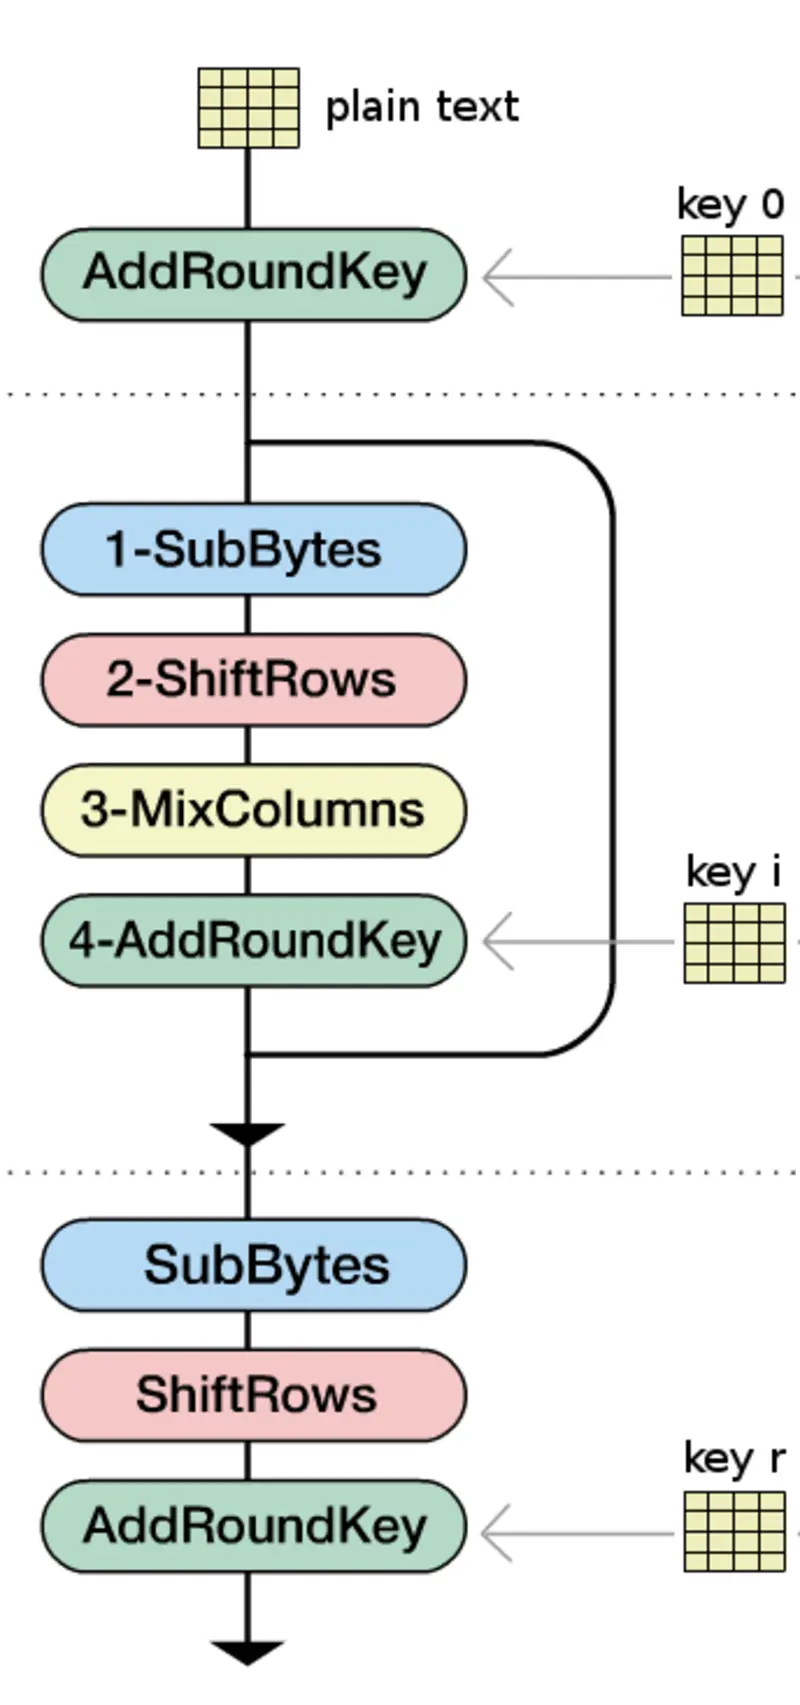 plain text
key 0
AddRoundKey
1-SubBytes
2-ShiftRows
3-MixColumns
key i
4-AddRoundKey
SubBytes
ShiftRows
key r
AddRoundKey